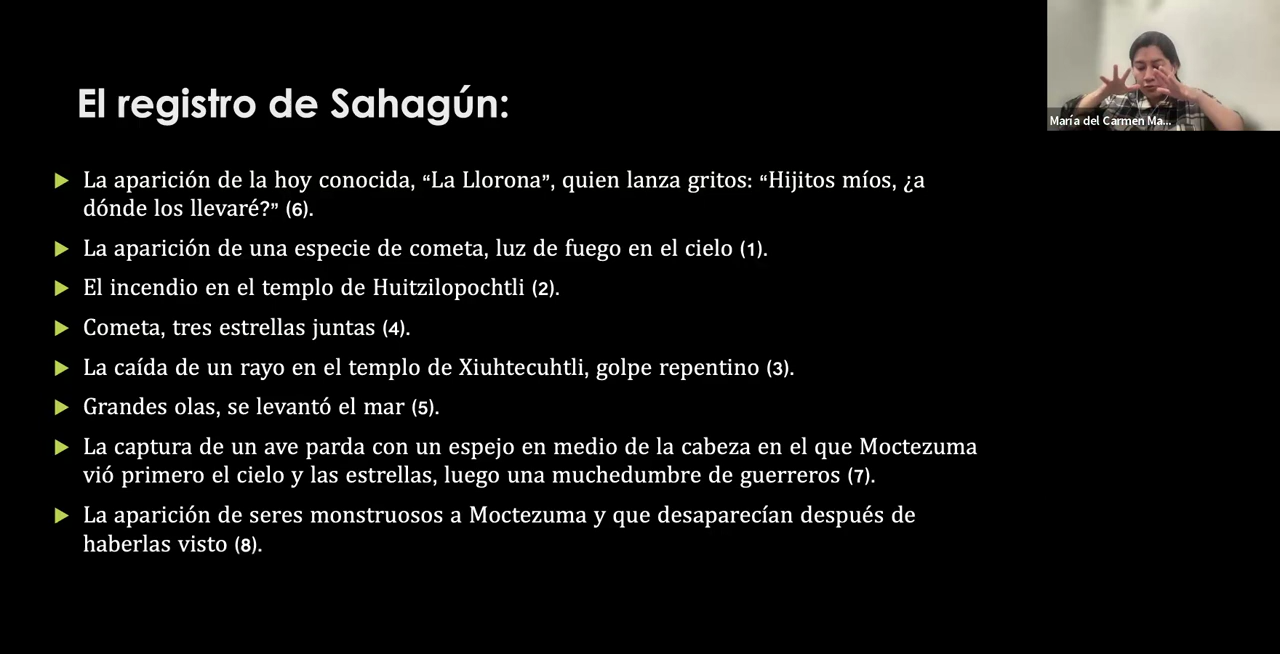 El registro de Sahagún:
La aparición de la hoy conocida, “La Llorona”, quien lanza gritos: “Hijitos míos, ¿a
dónde los llevaré?” (6).
La aparición de una especie de cometa, luz de fuego en el cielo (1).
El incendio en el templo de Huitzilopochtli (2).
Cometa, tres estrellas juntas (4).
La caída de un rayo en el templo de Xiuhtecuhtli, golpe repentino (3).
Grandes olas, se levantó el mar (5).
La captura de un ave parda con un espejo en medio de la cabeza en el que Moctezuma
vió primero el cielo y las estrellas, luego una muchedumbre de guerreros (7).
La aparición de seres monstruosos a Moctezuma y que desaparecían después de
haberlas visto (8).
María del Carmen Ma...